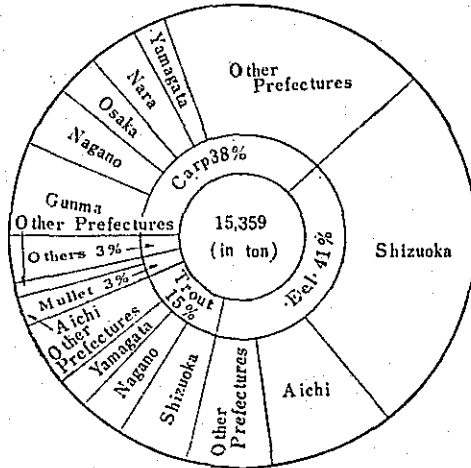 Yamagata
Nara
Osaka
Nagano
Gunma
Other Prefectures
Others 3%
Mullet 3%
Aichi
Other
Prefectures
Yamagata
Nagano
Shizuoka
Other
Prefectures
Aichi
Shizuoka
Other
Prefectures
Carp 38%
Eel 41%
Trout
15%
15,359
(in ton)